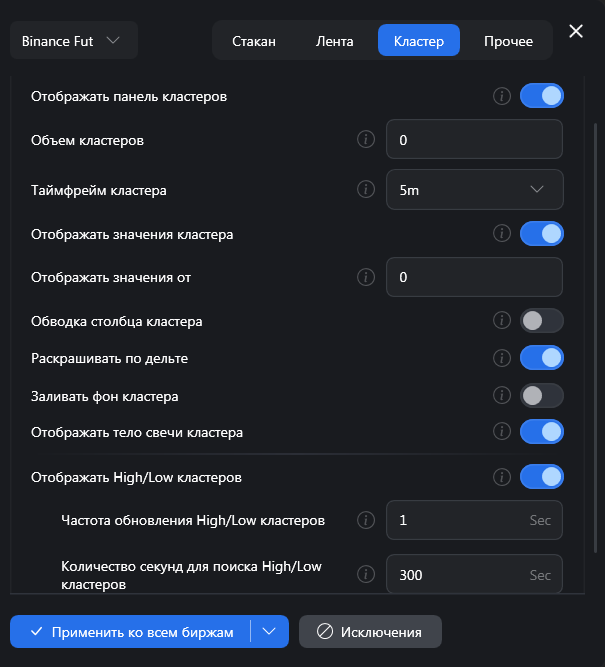 Binance Fut
Стакан
Лента
Кластер
Прочее
Отображать панель кластеров
Объем кластеров
0
Таймфрейм кластера
5m
Отображать значения кластера
Отображать значения от
0
Обводка столбца кластера
Раскрашивать по дельте
Заливать фон кластера
Отображать тело свечи кластера
Отображать High/Low кластеров
Частота обновления High/Low кластеров
1 Sec
Количество секунд для поиска High/Low
кластеров
300 Sec
Применить ко всем биржам
Исключения